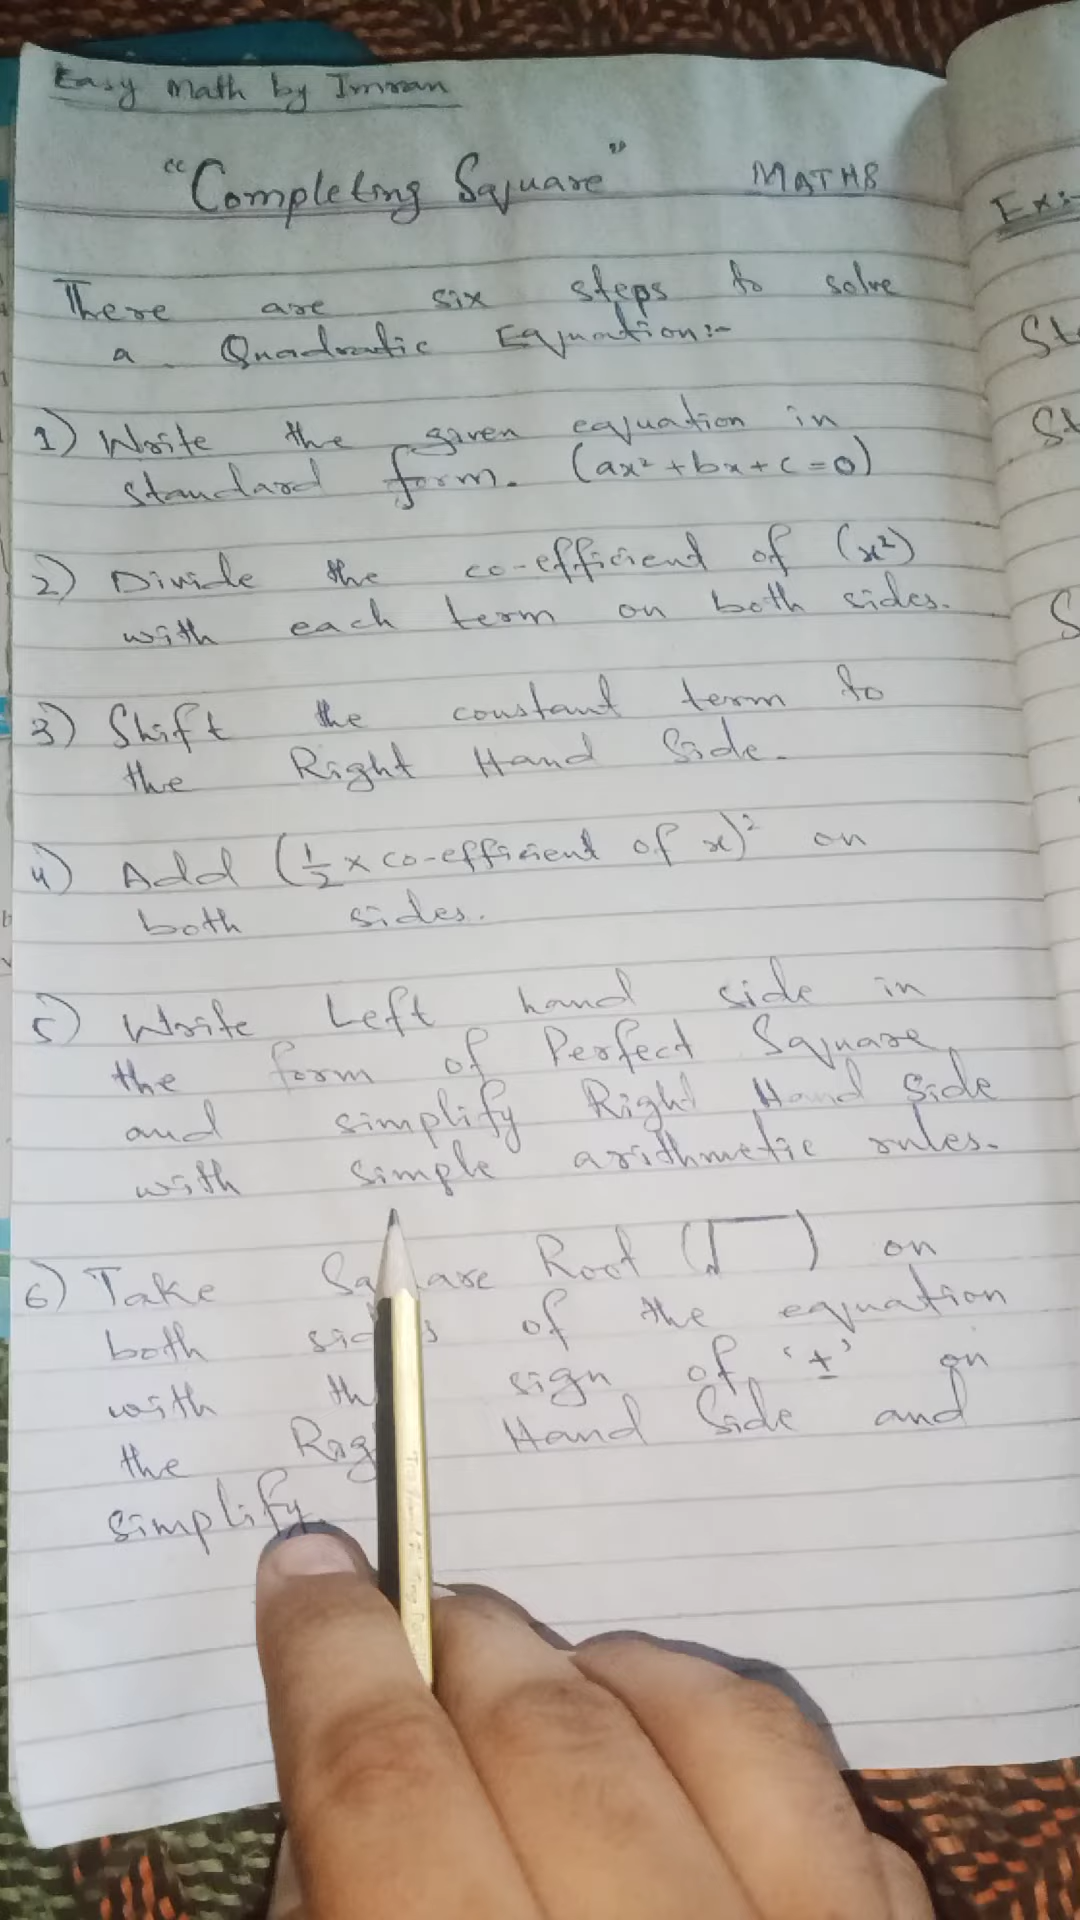 Easy Math by Imran
"Completing Square" MATH8
Ex:-
There are six steps to solve
a Quadratic Equation:-
1) Write the given equation in
standard form. (ax² + bx + c = 0)
2) Divide the co-efficient of (x²)
with each term on both sides.
3) Shift the constant term to
the Right Hand Side.
4) Add (1/2 × co-efficient of x)² on
both sides.
5) Write Left hand side in
the form of Perfect Square
and simplify Right Hand Side
with simple arithmetic rules.
6) Take Square Root (√ ) on
both sides of the equation
with the sign of '±' on
the Hand Side and
simplify.